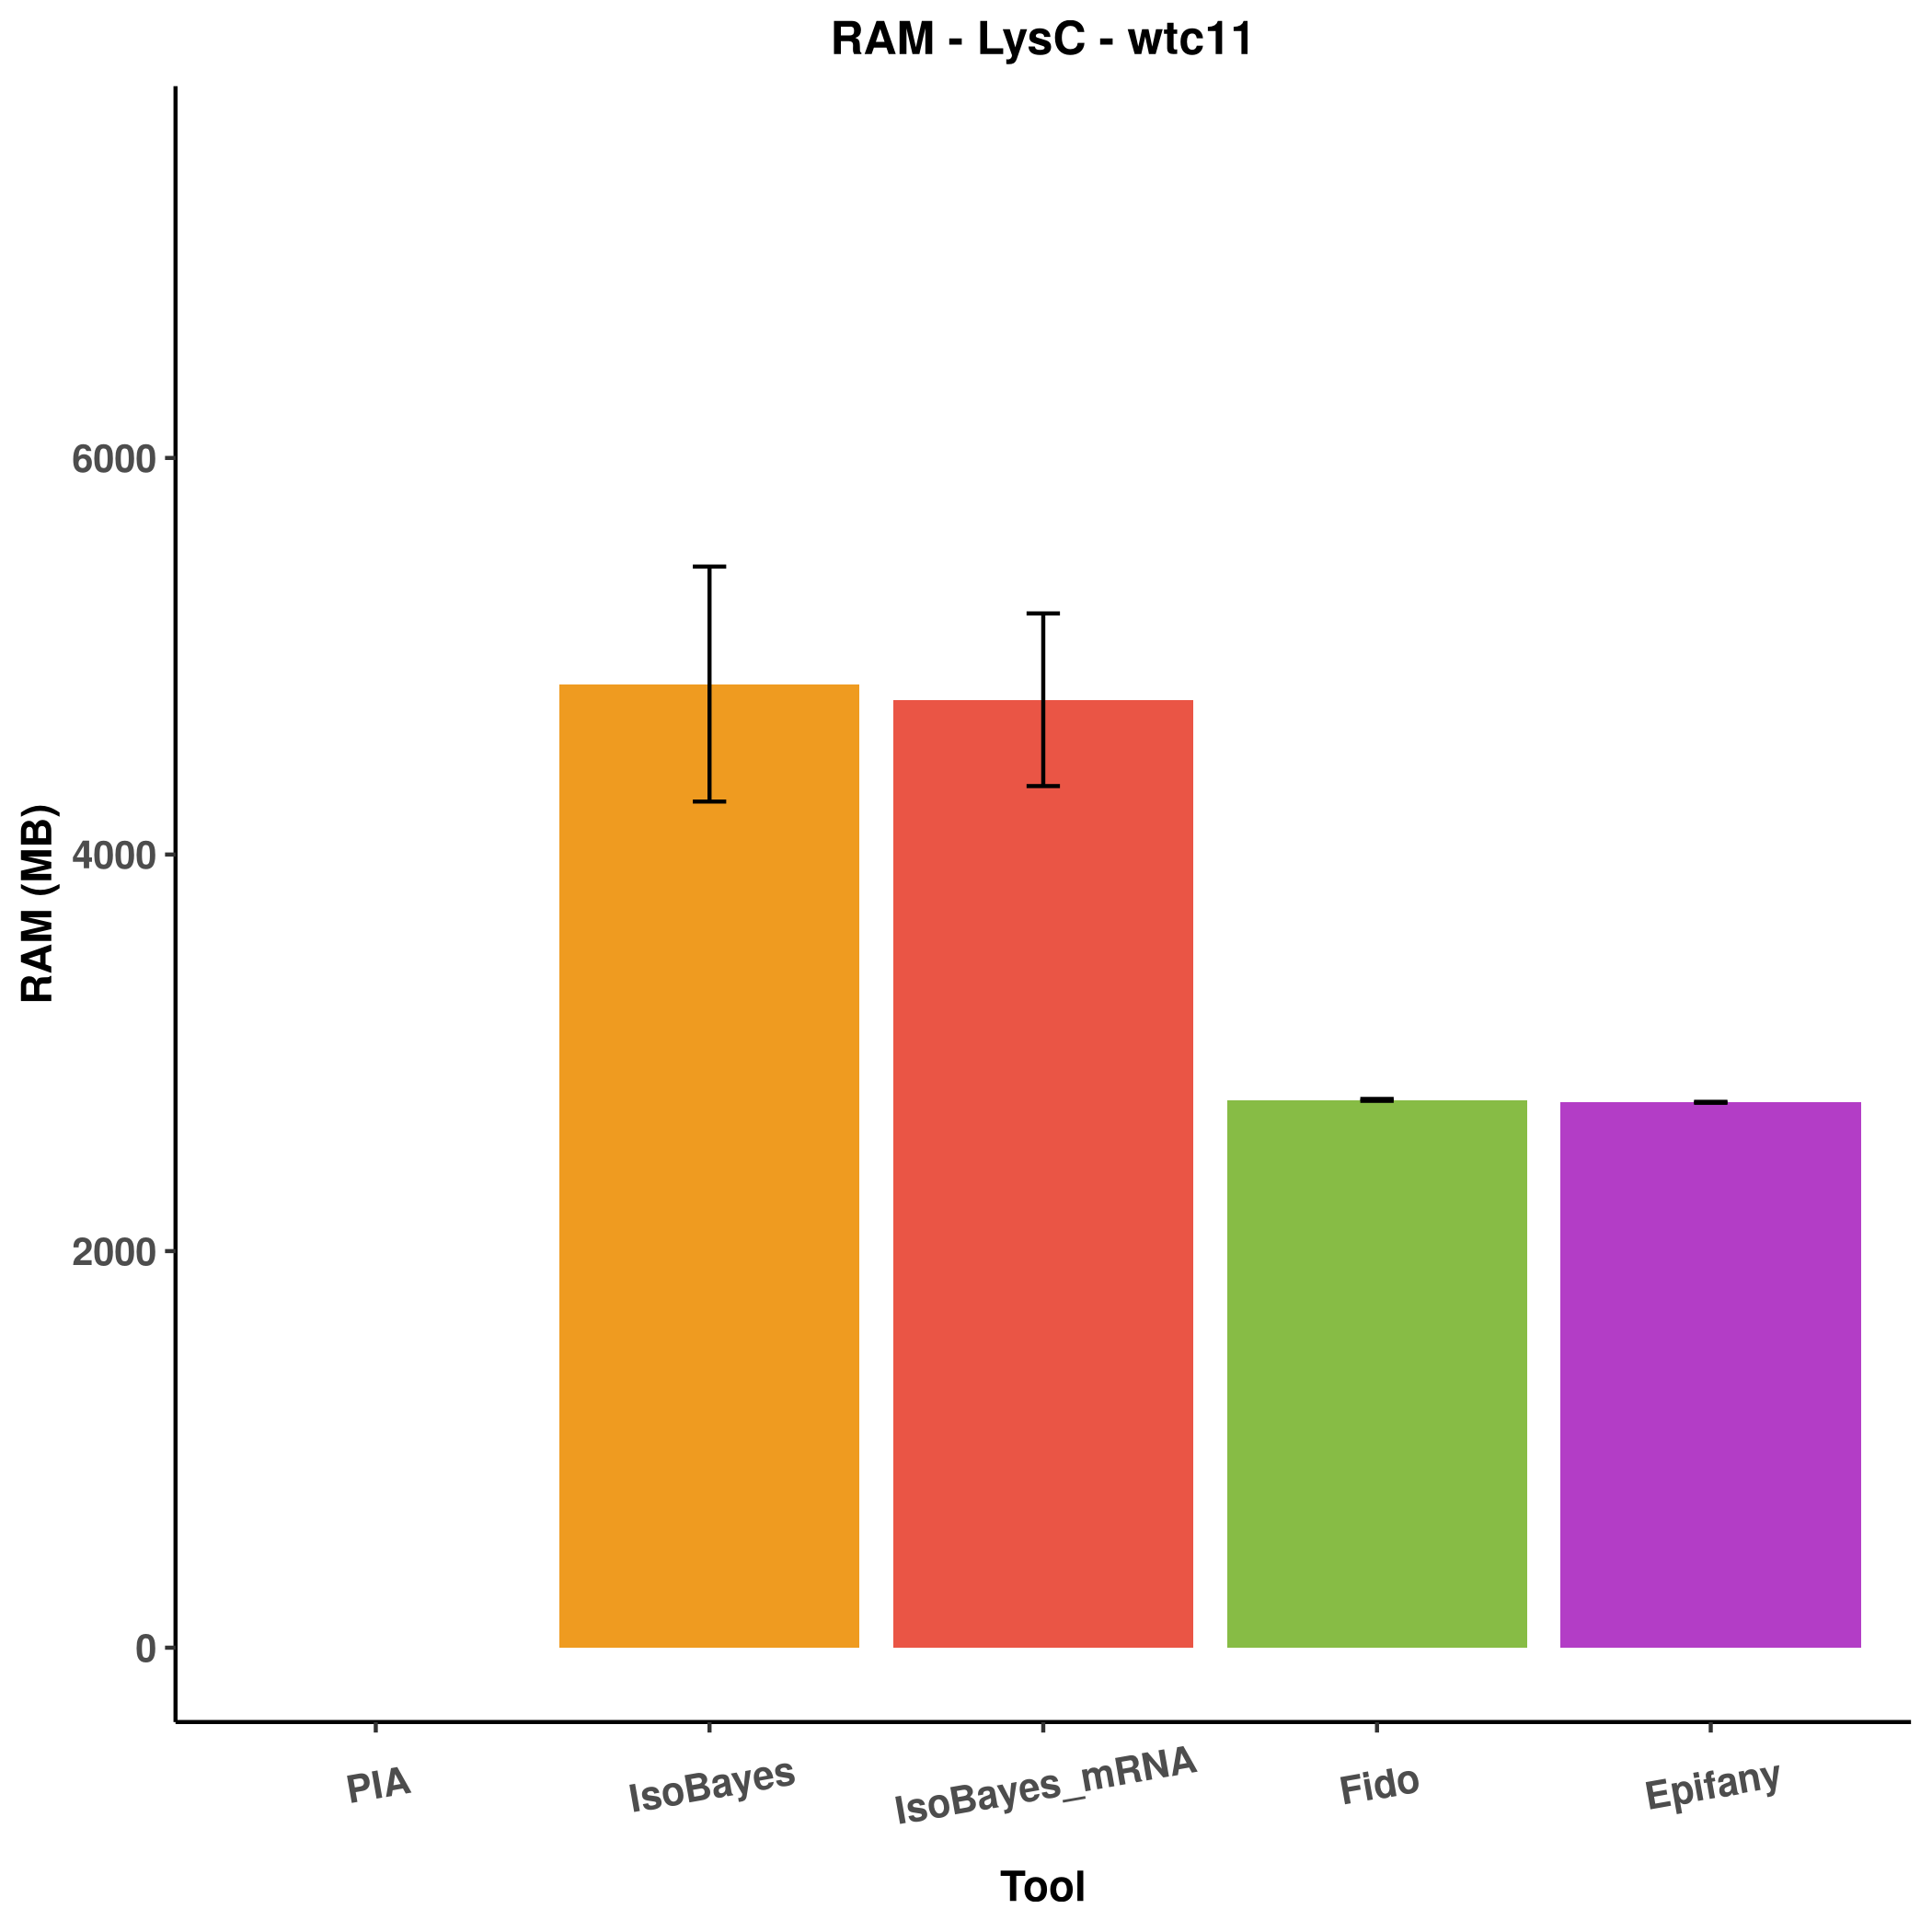 RAM - LysC - wtc11
RAM (MB)
6000
4000
2000
0
PIA
IsoBayes
IsoBayes_mRNA
Fido
Epifany
Tool